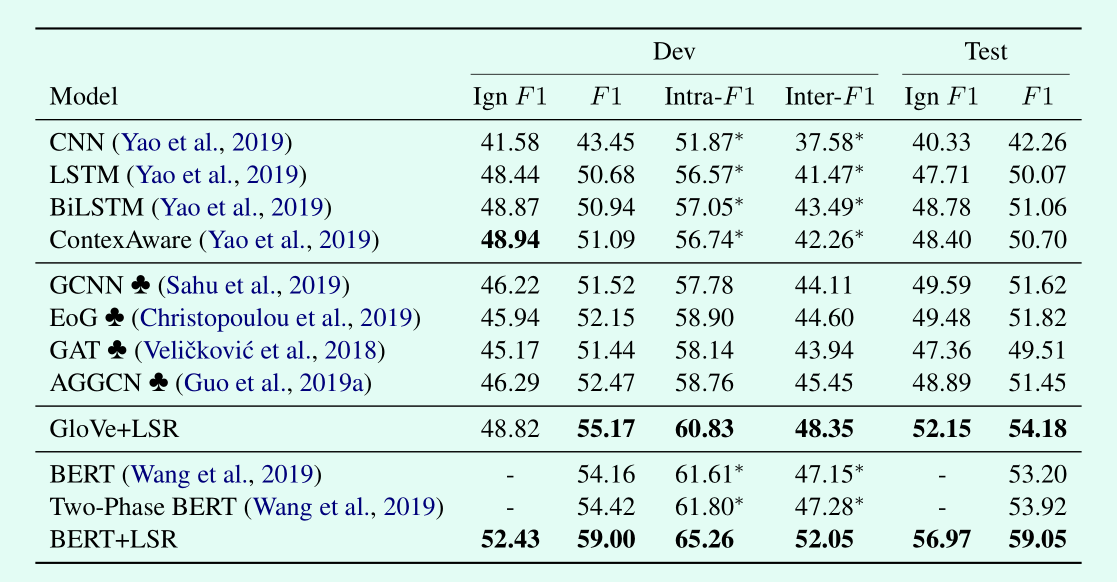 Dev Test
Model Ign F1 F1 Intra-F1 Inter-F1 Ign F1 F1
CNN (Yao et al., 2019) 41.58 43.45 51.87* 37.58* 40.33 42.26
LSTM (Yao et al., 2019) 48.44 50.68 56.57* 41.47* 47.71 50.07
BiLSTM (Yao et al., 2019) 48.87 50.94 57.05* 43.49* 48.78 51.06
ContexAware (Yao et al., 2019) 48.94 51.09 56.74* 42.26* 48.40 50.70
GCNN ♣ (Sahu et al., 2019) 46.22 51.52 57.78 44.11 49.59 51.62
EoG ♣ (Christopoulou et al., 2019) 45.94 52.15 58.90 44.60 49.48 51.82
GAT ♣ (Veličković et al., 2018) 45.17 51.44 58.14 43.94 47.36 49.51
AGGCN ♣ (Guo et al., 2019a) 46.29 52.47 58.76 45.45 48.89 51.45
GloVe+LSR 48.82 55.17 60.83 48.35 52.15 54.18
BERT (Wang et al., 2019) - 54.16 61.61* 47.15* - 53.20
Two-Phase BERT (Wang et al., 2019) - 54.42 61.80* 47.28* - 53.92
BERT+LSR 52.43 59.00 65.26 52.05 56.97 59.05